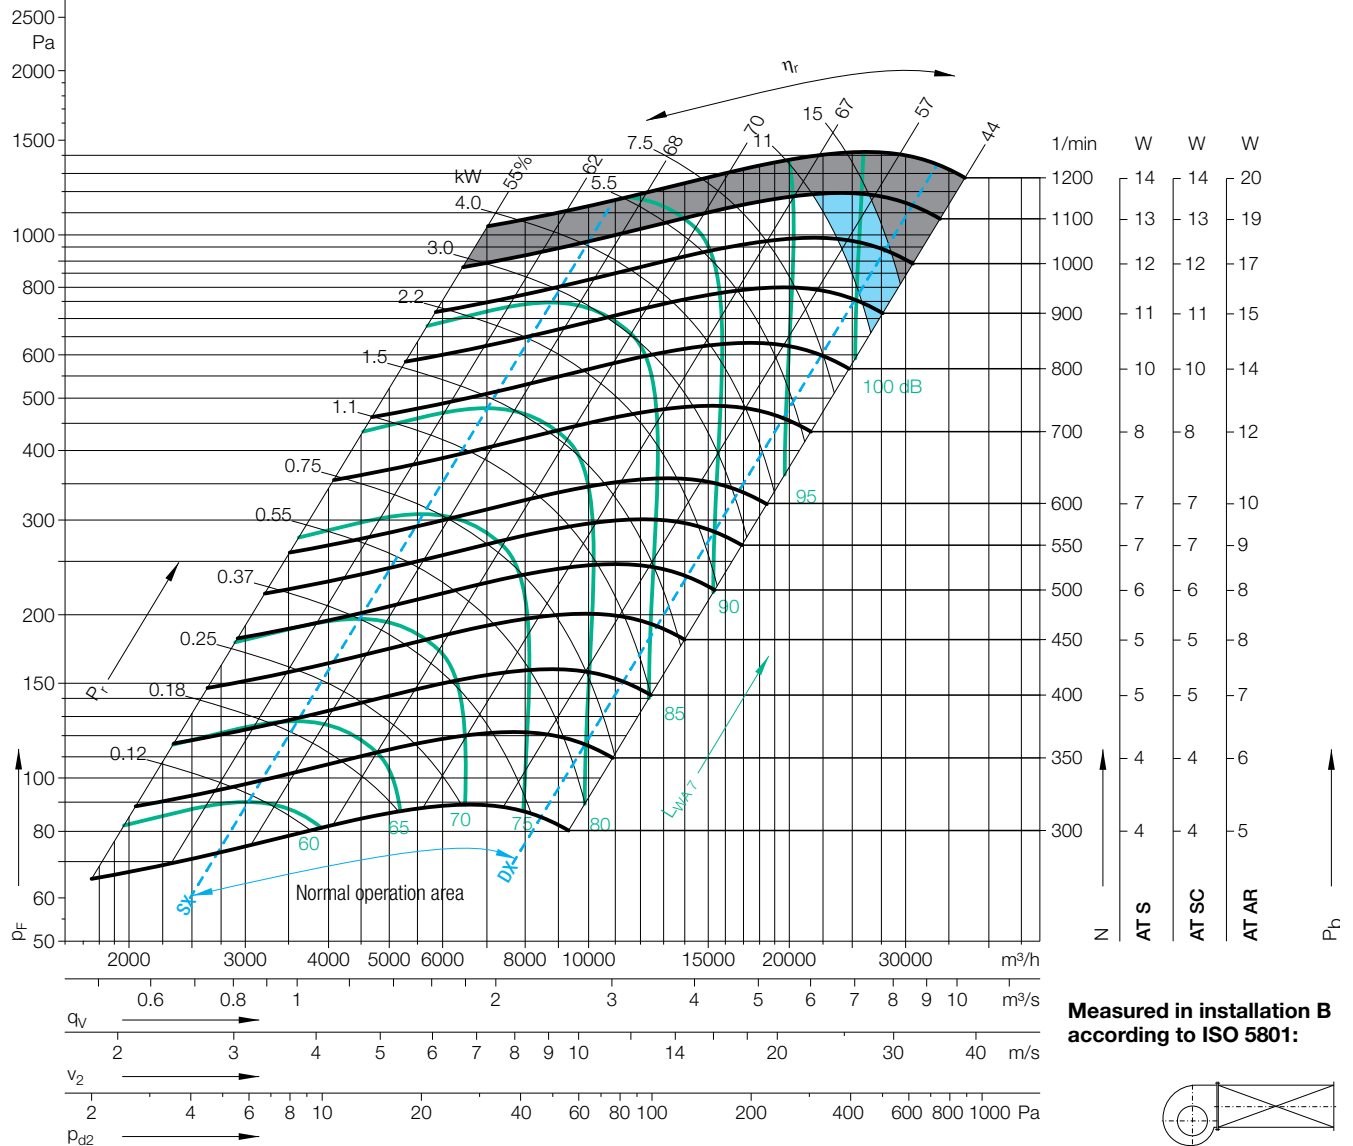 2500
Pa
2000
1500
1000
800
600
500
400
300
200
150
100
80
60
50
pF
Pr
ηr
kW
55%
62
68
70
67
57
44
15
11
7.5
5.5
4.0
3.0
2.2
1.5
1.1
0.75
0.55
0.37
0.25
0.18
0.12
100 dB
95
90
85
80
75
70
65
60
LWA 7
SX
DX
Normal operation area
1/min W W W
1200 14 14 20
1100 13 13 19
1000 12 12 17
900 11 11 15
800 10 10 14
700 8 8 12
600 7 7 10
550 7 7 9
500 6 6 8
450 5 5 8
400 5 5 7
350 4 4 6
300 4 4 5
N AT S AT SC AT AR Pb
2000 3000 4000 5000 6000 8000 10000 15000 20000 30000 m³/h
0.6 0.8 1 2 3 4 5 6 7 8 9 10 m³/s
qV
2 3 4 5 6 7 8 9 10 14 20 30 40 m/s
v2
2 4 6 8 10 20 40 60 80 100 200 400 600 800 1000 Pa
pd2
Measured in installation B
according to ISO 5801: